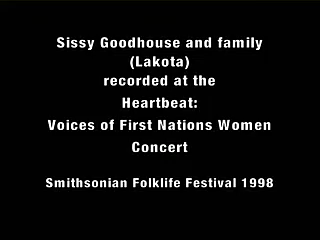 Sissy Goodhouse and family
(Lakota)
recorded at the
Heartbeat:
Voices of First Nations Women
Concert
Smithsonian Folklife Festival 1998